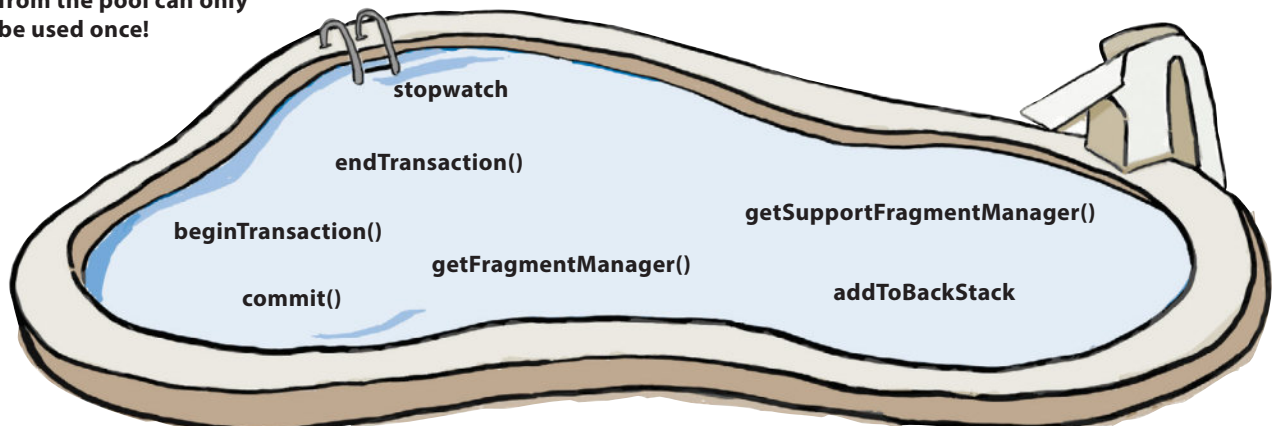 from the pool can only
be used once!
stopwatch
endTransaction()
getSupportFragmentManager()
beginTransaction()
getFragmentManager()
addToBackStack
commit()